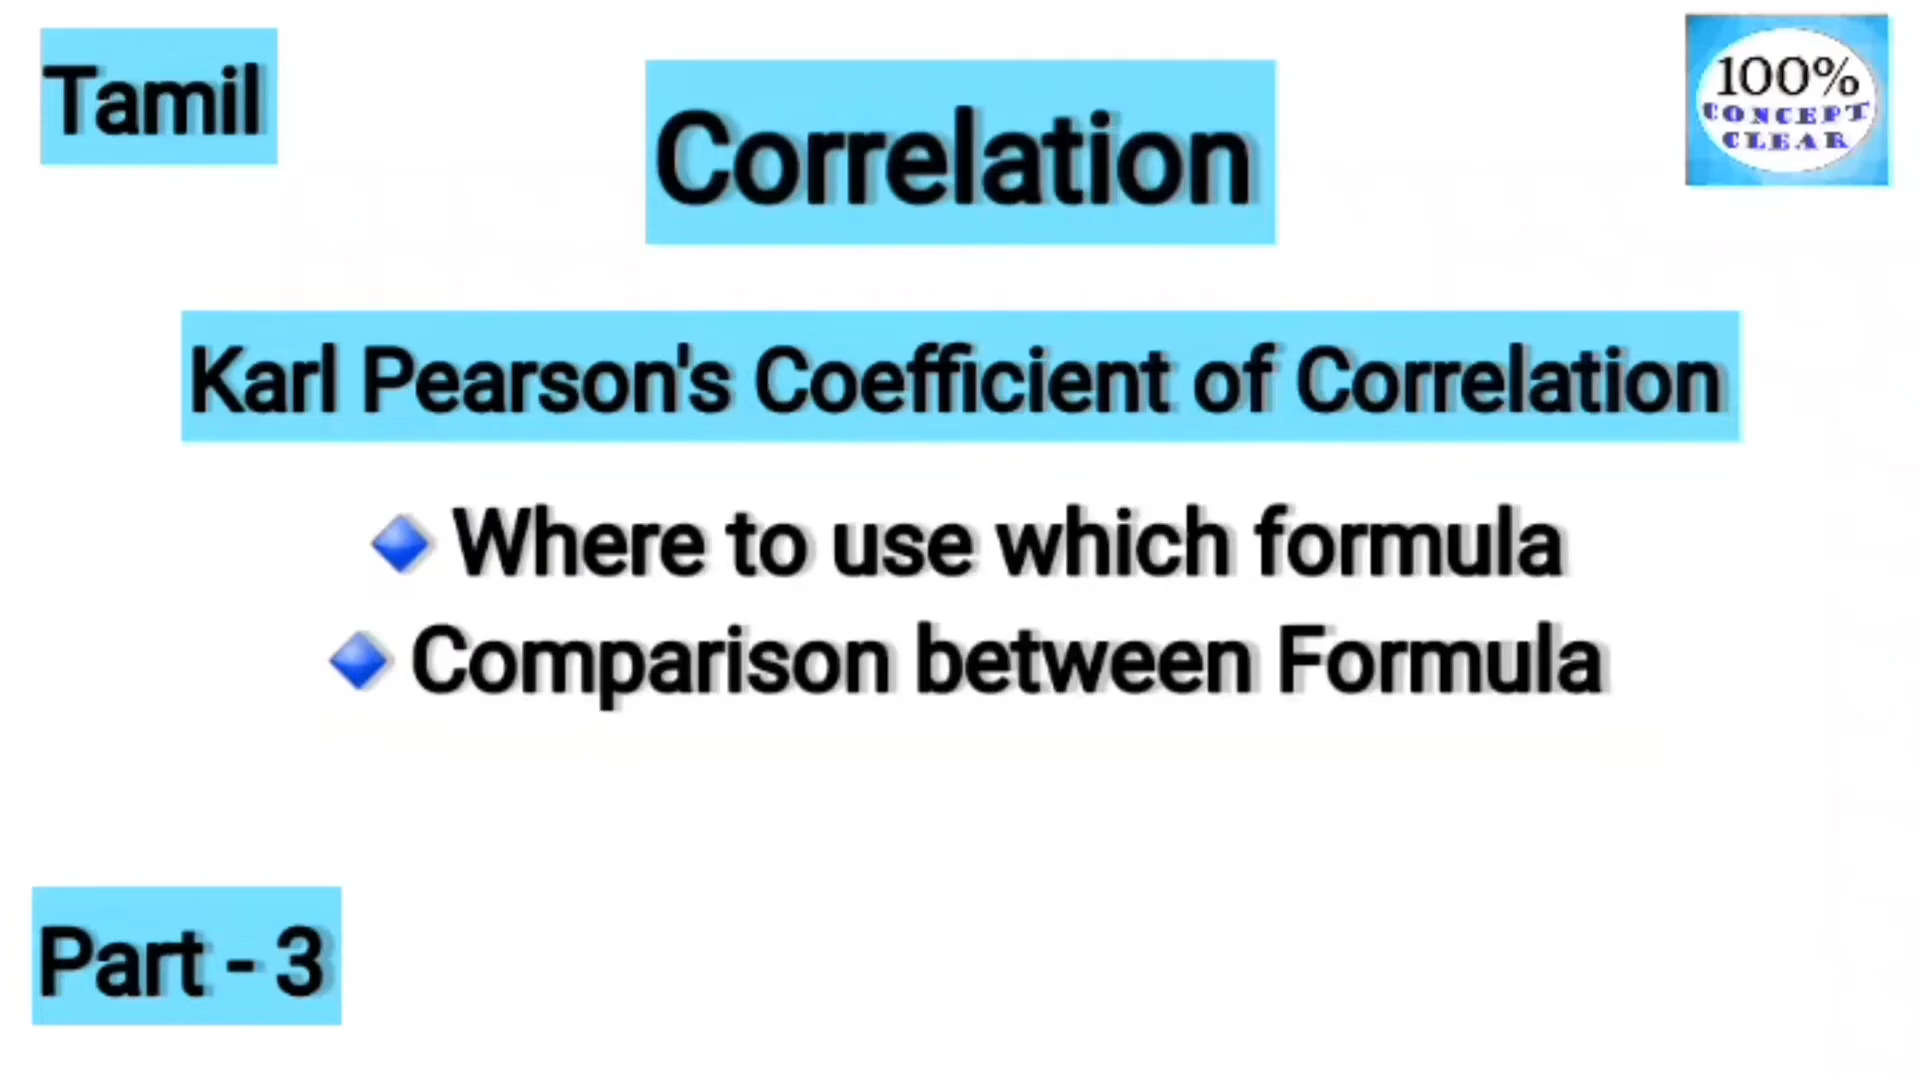 Tamil
Correlation
100%
CONCEPT
CLEAR
Karl Pearson's Coefficient of Correlation
Where to use which formula
Comparison between Formula
Part - 3